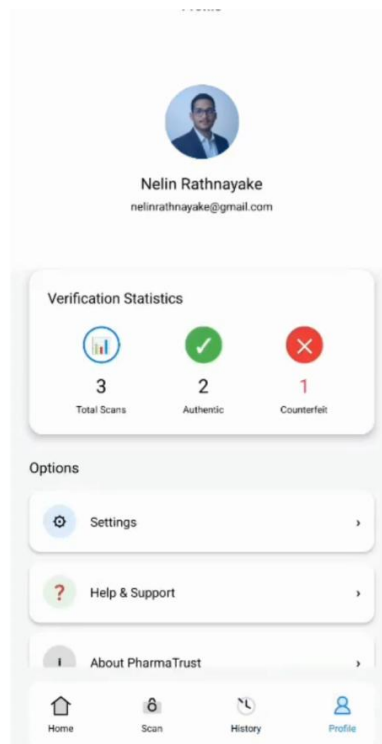 Nelin Rathnayake
nelinrathnayake@gmail.com
Verification Statistics
3 2 1
Total Scans Authentic Counterfeit
Options
Settings
Help & Support
About PharmaTrust
Home Scan History Profile